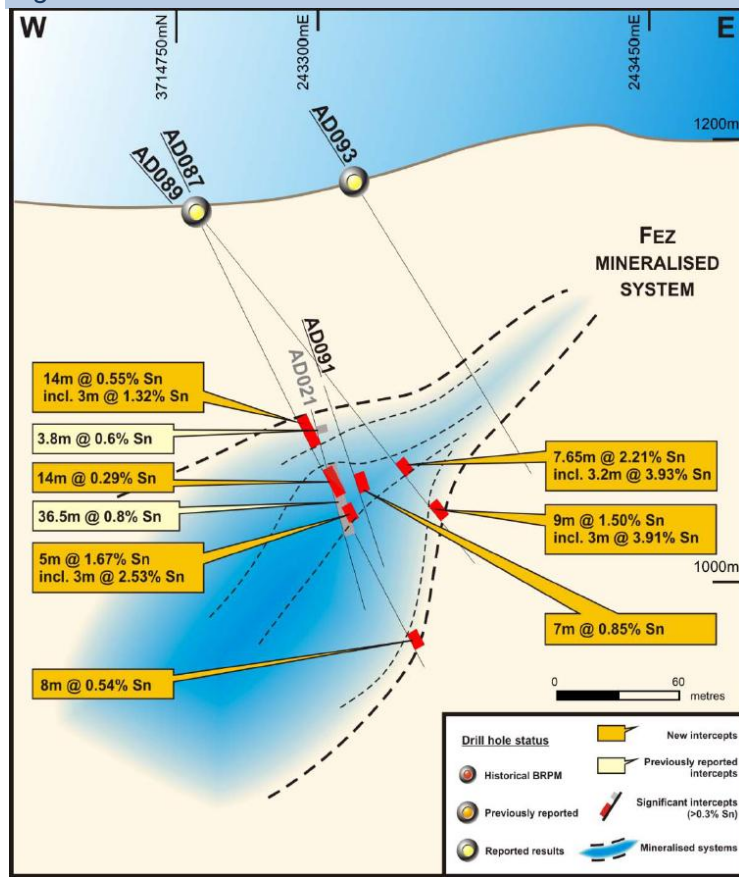 W
3714750mN
243300mE
243450mE
E
1200m
AD087
AD089
AD093
FEZ
MINERALISED
SYSTEM
AD091
AD021
14m @ 0.55% Sn
incl. 3m @ 1.32% Sn
3.8m @ 0.6% Sn
14m @ 0.29% Sn
36.5m @ 0.8% Sn
5m @ 1.67% Sn
incl. 3m @ 2.53% Sn
8m @ 0.54% Sn
7.65m @ 2.21% Sn
incl. 3.2m @ 3.93% Sn
9m @ 1.50% Sn
incl. 3m @ 3.91% Sn
1000m
7m @ 0.85% Sn
0 60
metres
Drill hole status
Historical BRPM
Previously reported
Reported results
New intercepts
Previously reported
intercepts
Significant intercepts
(>0.3% Sn)
Mineralised systems